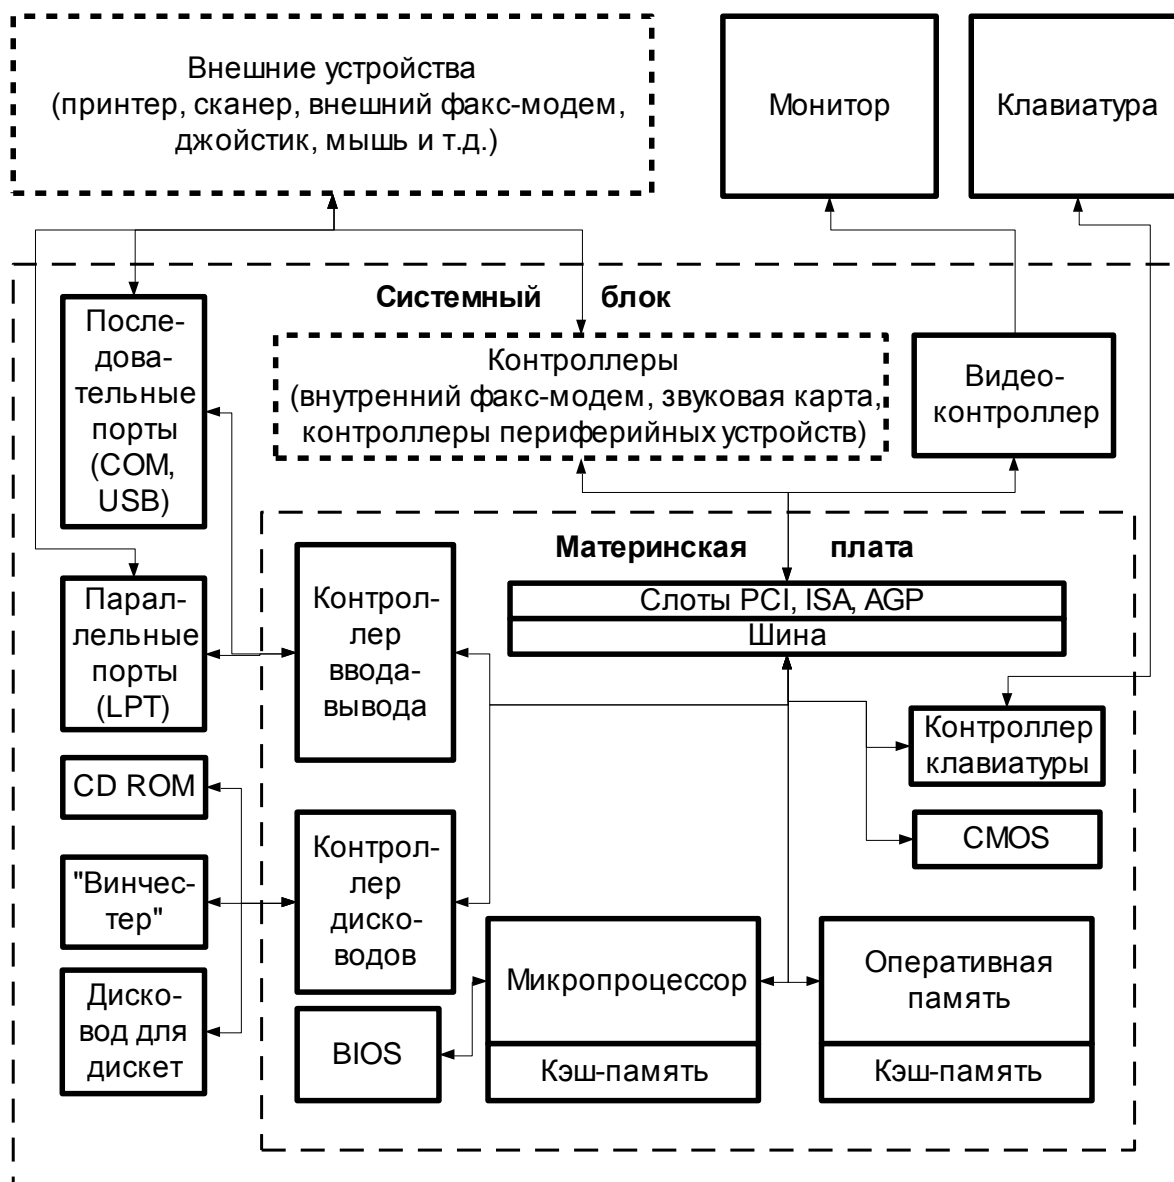 Внешние устройства
(принтер, сканер, внешний факс-модем,
джойстик, мышь и т.д.)
Монитор
Клавиатура
Системный блок
После-
дова-
тельные
порты
(COM,
USB)
Контроллеры
(внутренний факс-модем, звуковая карта,
контроллеры периферийных устройств)
Видео-
контроллер
Материнская плата
Парал-
лельные
порты
(LPT)
Контрол-
лер
ввода-
вывода
Слоты PCI, ISA, AGP
Шина
Контроллер
клавиатуры
CD ROM
CMOS
"Винчес-
тер"
Контрол-
лер
диско-
водов
Микропроцессор
Кэш-память
Оперативная
память
Кэш-память
Диско-
вод для
дискет
BIOS